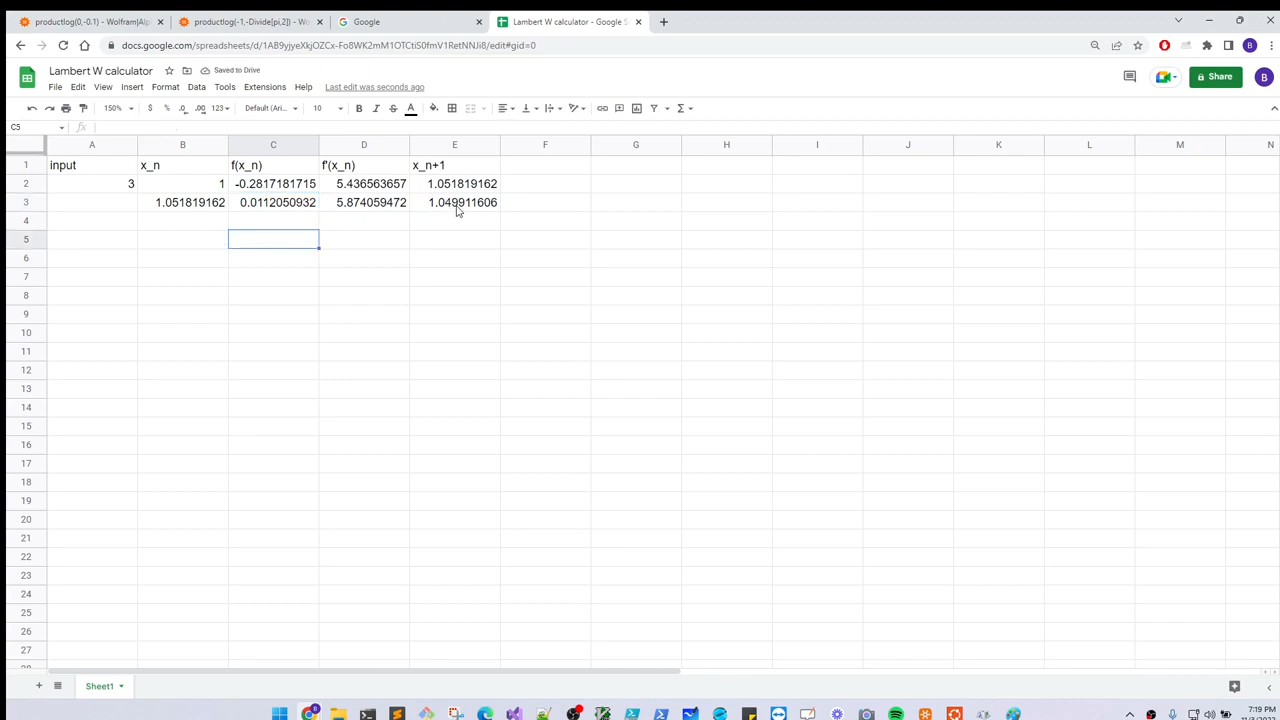 productlog(0,-0.1) - Wolfram|Alp
productlog(-1,-Divide[pi,2]) - Wo
Google
Lambert W calculator - Google S
docs.google.com/spreadsheets/d/1AB9yjyeXkjOZCx-Fo8WK2mM1OTCtiS0fmV1RetNNJi8/edit#gid=0
B
Lambert W calculator
Saved to Drive
File Edit View Insert Format Data Tools Extensions Help Last edit was seconds ago
Share
B
150% $ % .0 .00 123 Default (Ari... 10 B I S A
C5 fx
A B C D E F G H I J K L M N
1 input x_n f(x_n) f'(x_n) x_n+1
2 3 1 -0.2817181715 5.436563657 1.051819162
3 1.051819162 0.0112050932 5.874059472 1.049911606
4
5
6
7
8
9
10
11
12
13
14
15
16
17
18
19
20
21
22
23
24
25
26
27
28
Sheet1
7:19 PM